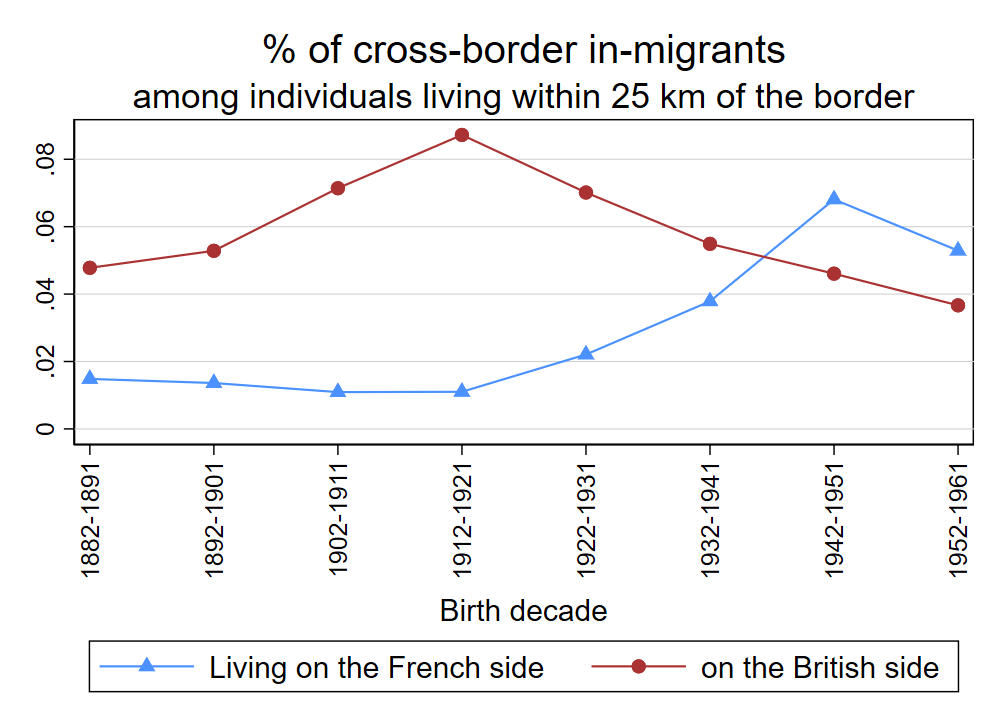 % of cross-border in-migrants
among individuals living within 25 km of the border
.08
.06
.04
.02
0
1882-1891
1892-1901
1902-1911
1912-1921
1922-1931
1932-1941
1942-1951
1952-1961
Birth decade
Living on the French side
on the British side